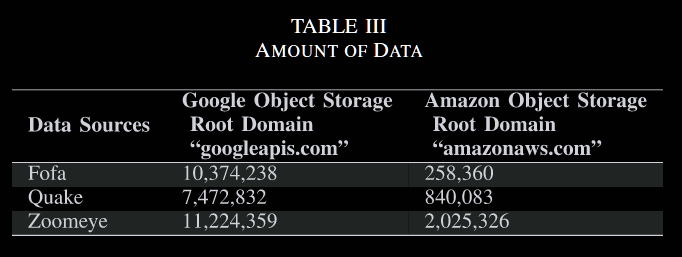 TABLE III
AMOUNT OF DATA
Data Sources
Google Object Storage
Root Domain
“googleapis.com”
Amazon Object Storage
Root Domain
“amazonaws.com”
Fofa 10,374,238 258,360
Quake 7,472,832 840,083
Zoomeye 11,224,359 2,025,326